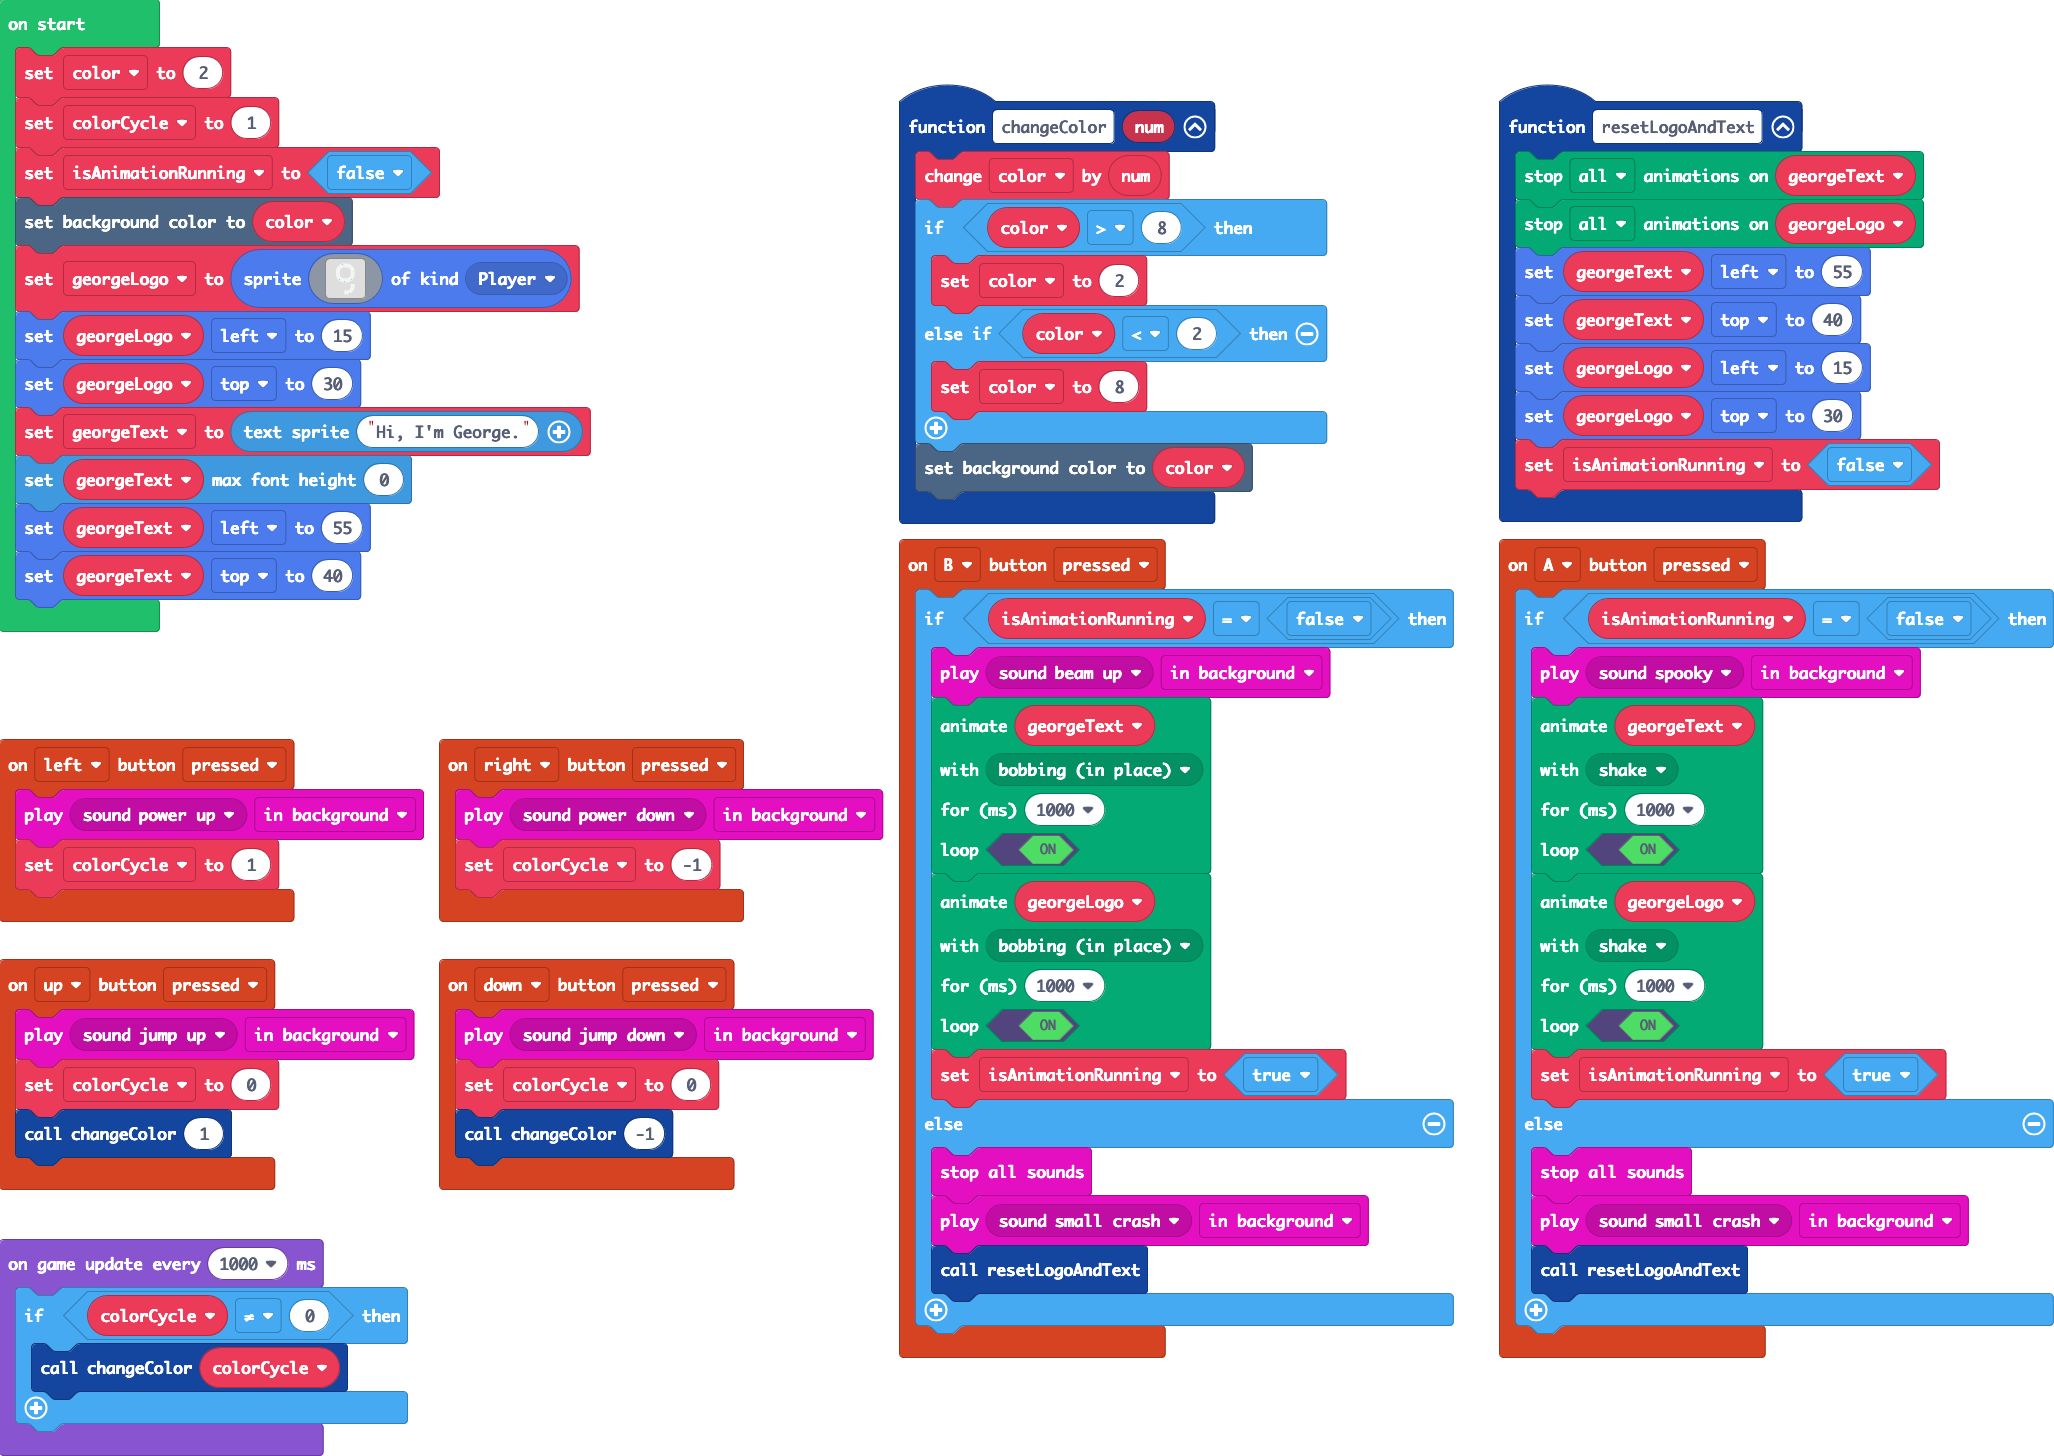 on start
set color to 2
set colorCycle to 1
set isAnimationRunning to false
set background color to color
set georgeLogo to sprite g of kind Player
set georgeLogo left to 15
set georgeLogo top to 30
set georgeText to text sprite "Hi, I'm George."
set georgeText max font height 0
set georgeText left to 55
set georgeText top to 40
on left button pressed
play sound power up in background
set colorCycle to 1
on right button pressed
play sound power down in background
set colorCycle to -1
on up button pressed
play sound jump up in background
set colorCycle to 0
call changeColor 1
on down button pressed
play sound jump down in background
set colorCycle to 0
call changeColor -1
on game update every 1000 ms
if colorCycle ≠ 0 then
call changeColor colorCycle
function changeColor num
change color by num
if color > 8 then
set color to 2
else if color < 2 then
set color to 8
set background color to color
on B button pressed
if isAnimationRunning = false then
play sound beam up in background
animate georgeText
with bobbing (in place)
for (ms) 1000
loop ON
animate georgeLogo
with bobbing (in place)
for (ms) 1000
loop ON
set isAnimationRunning to true
else
stop all sounds
play sound small crash in background
call resetLogoAndText
function resetLogoAndText
stop all animations on georgeText
stop all animations on georgeLogo
set georgeText left to 55
set georgeText top to 40
set georgeLogo left to 15
set georgeLogo top to 30
set isAnimationRunning to false
on A button pressed
if isAnimationRunning = false then
play sound spooky in background
animate georgeText
with shake
for (ms) 1000
loop ON
animate georgeLogo
with shake
for (ms) 1000
loop ON
set isAnimationRunning to true
else
stop all sounds
play sound small crash in background
call resetLogoAndText